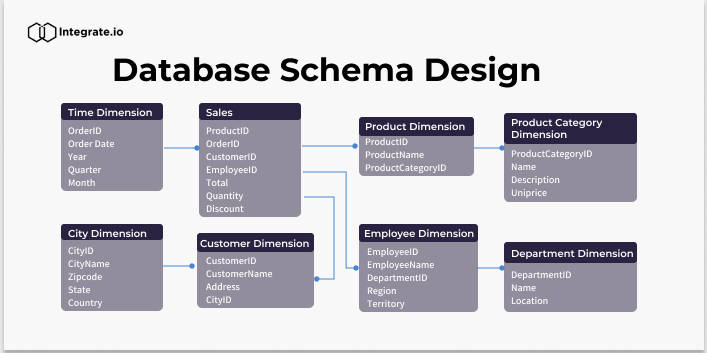 Integrate.io
Database Schema Design
Time Dimension
OrderID
Order Date
Year
Quarter
Month
Sales
ProductID
OrderID
CustomerID
EmployeeID
Total
Quantity
Discount
Product Dimension
ProductID
ProductName
ProductCategoryID
Product Category
Dimension
ProductCategoryID
Name
Description
Uniprice
City Dimension
CityID
CityName
Zipcode
State
Country
Customer Dimension
CustomerID
CustomerName
Address
CityID
Employee Dimension
EmployeeID
EmployeeName
DepartmentID
Region
Territory
Department Dimension
DepartmentID
Name
Location